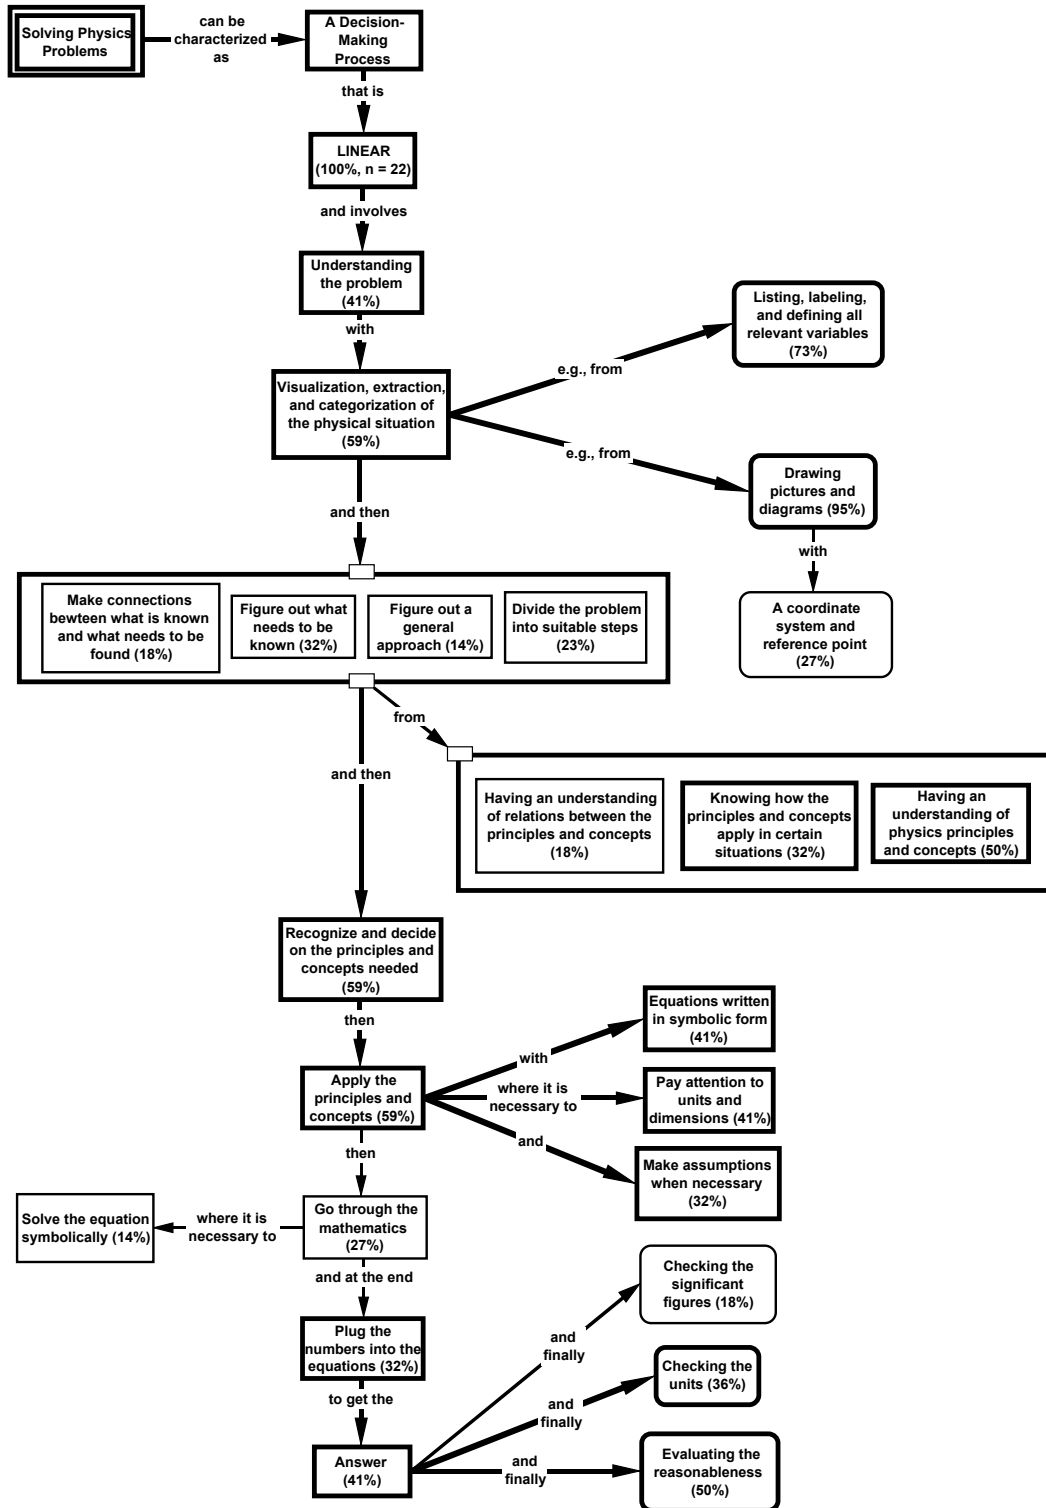 Solving Physics
Problems
can be
characterized
as
A Decision-
Making
Process
that is
LINEAR
(100%, n = 22)
and involves
Understanding
the problem
(41%)
with
Visualization, extraction,
and categorization of
the physical situation
(59%)
e.g., from
Listing, labeling,
and defining all
relevant variables
(73%)
e.g., from
Drawing
pictures and
diagrams (95%)
with
A coordinate
system and
reference point
(27%)
and then
Make connections
bewteen what is known
and what needs to be
found (18%)
Figure out what
needs to be
known (32%)
Figure out a
general
approach (14%)
Divide the problem
into suitable steps
(23%)
from
Having an understanding
of relations between the
principles and concepts
(18%)
Knowing how the
principles and concepts
apply in certain
situations (32%)
Having an
understanding of
physics principles
and concepts (50%)
and then
Recognize and decide
on the principles and
concepts needed
(59%)
then
Apply the
principles and
concepts (59%)
with
Equations written
in symbolic form
(41%)
where it is
necessary to
Pay attention to
units and
dimensions (41%)
and
Make assumptions
when necessary
(32%)
then
Go through the
mathematics
(27%)
where it is
necessary to
Solve the equation
symbolically (14%)
and at the end
Plug the
numbers into the
equations (32%)
to get the
Answer
(41%)
and
finally
Checking the
significant
figures (18%)
and
finally
Checking the
units (36%)
and
finally
Evaluating the
reasonableness
(50%)